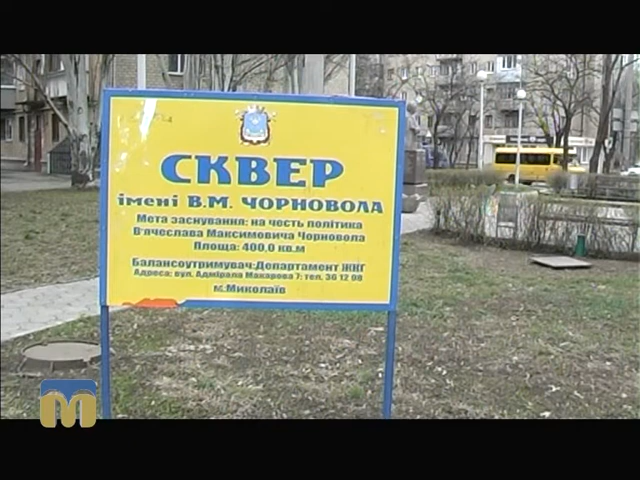 СКВЕР
імені В.М. ЧОРНОВОЛА
Мета заснування: на честь політика
В'ячеслава Максимовича Чорновола
Площа: 400,0 кв.м
Балансоутримувач:Департамент ЖКГ
Адреса: вул. Адмірала Макарова 7; тел. 36 12 08
м.Миколаїв
М